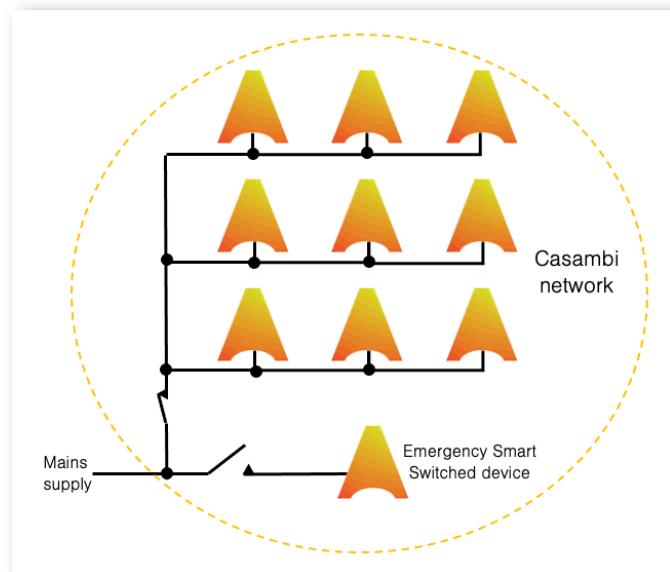 Casambi
network
Emergency Smart
Switched device
Mains
supply